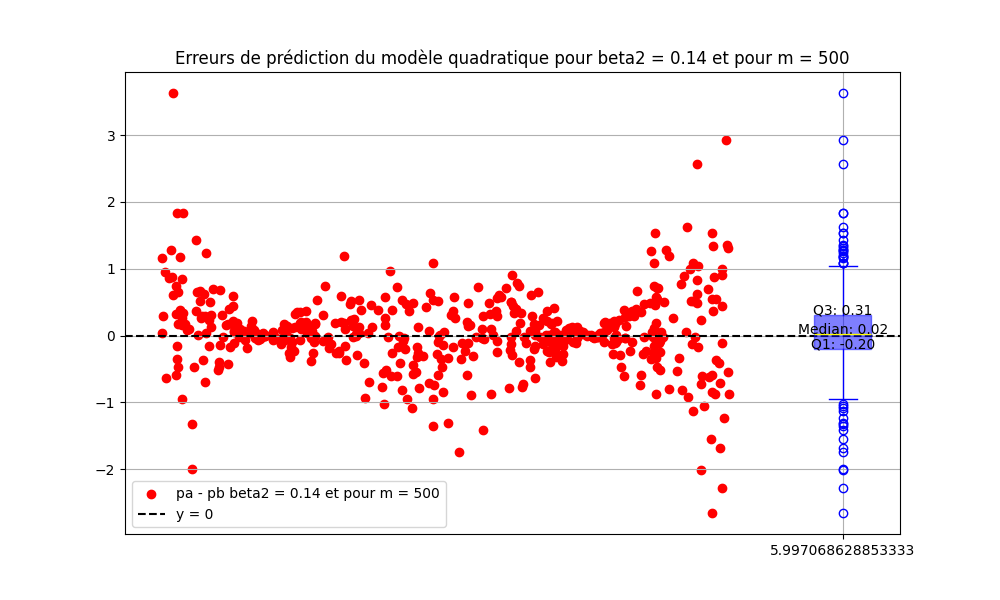 Erreurs de prédiction du modèle quadratique pour beta2 = 0.14 et pour m = 500
3
2
1
0
−1
−2
Q3: 0.31
Median: 0.02
Q1: -0.20
pa - pb beta2 = 0.14 et pour m = 500
y = 0
5.997068628853333